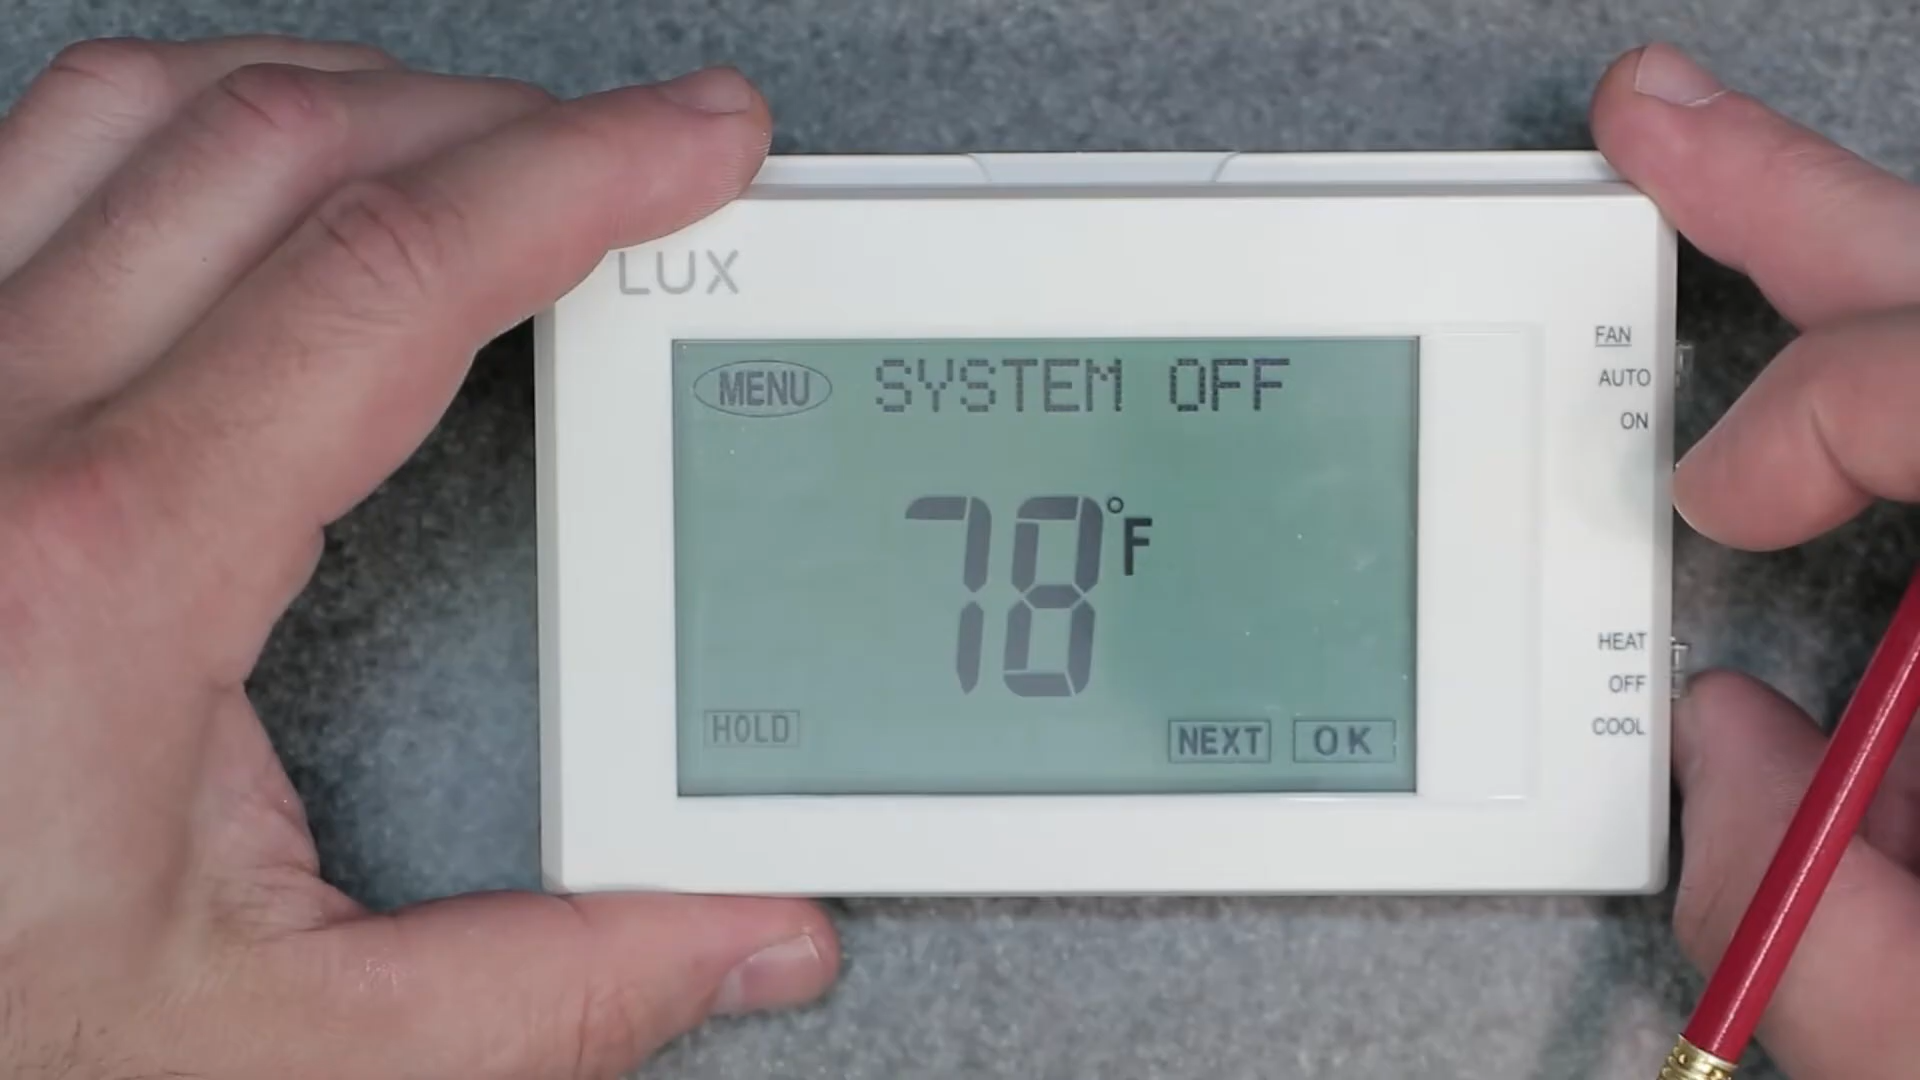 LUX
MENU SYSTEM OFF
78°F
HOLD NEXT OK
FAN
AUTO
ON
HEAT
OFF
COOL